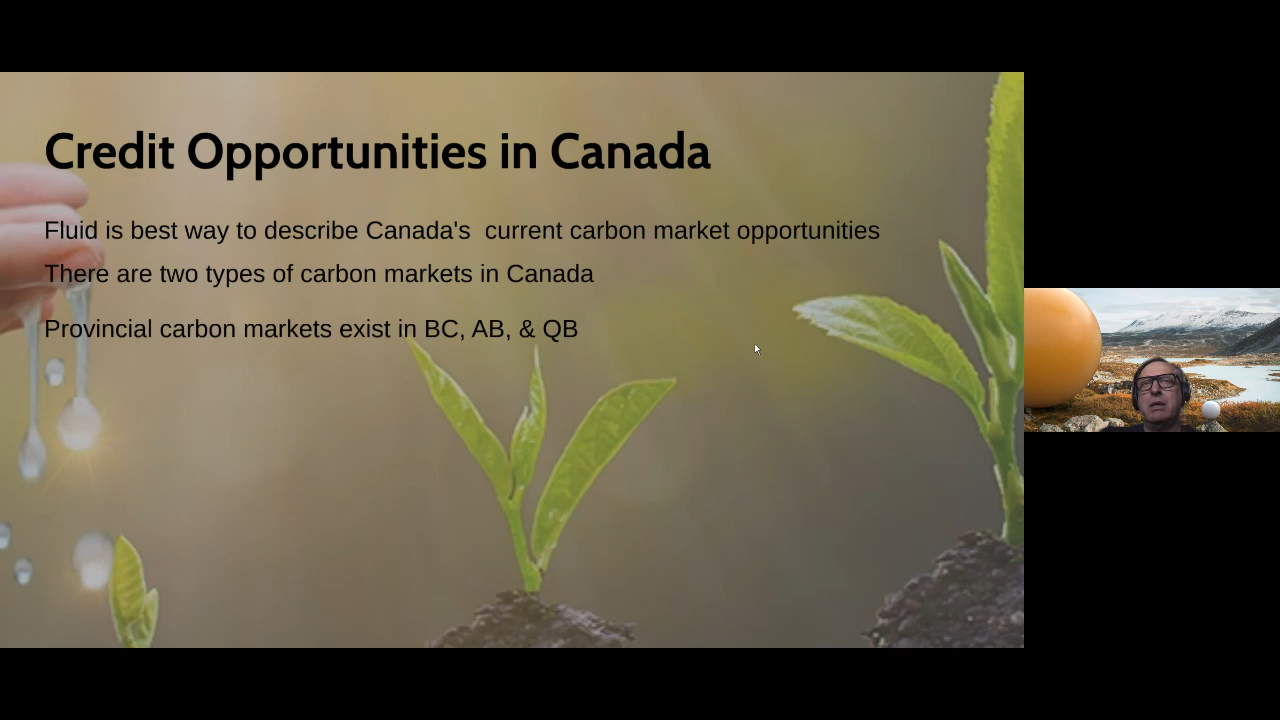 Credit Opportunities in Canada
Fluid is best way to describe Canada's  current carbon market opportunities
There are two types of carbon markets in Canada
Provincial carbon markets exist in BC, AB, & QB